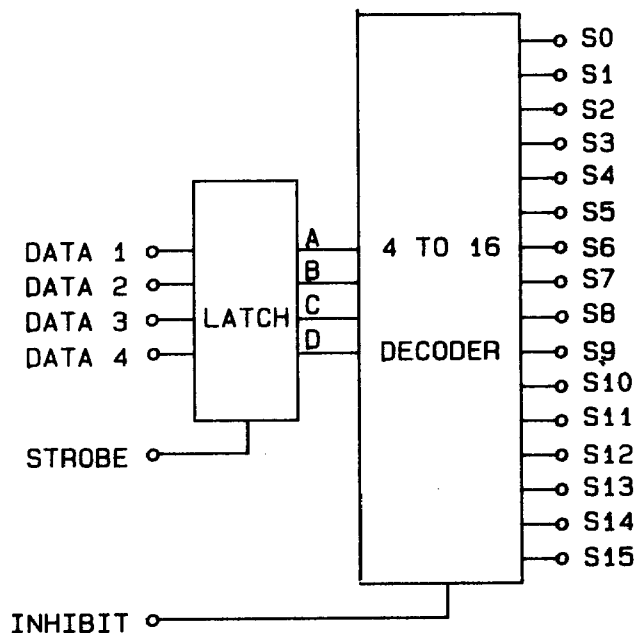 S0
S1
S2
S3
S4
S5
DATA 1 A 4 TO 16 S6
DATA 2 B S7
DATA 3 LATCH C S8
DATA 4 D DECODER S9
S10
S11
STROBE S12
S13
S14
S15
INHIBIT